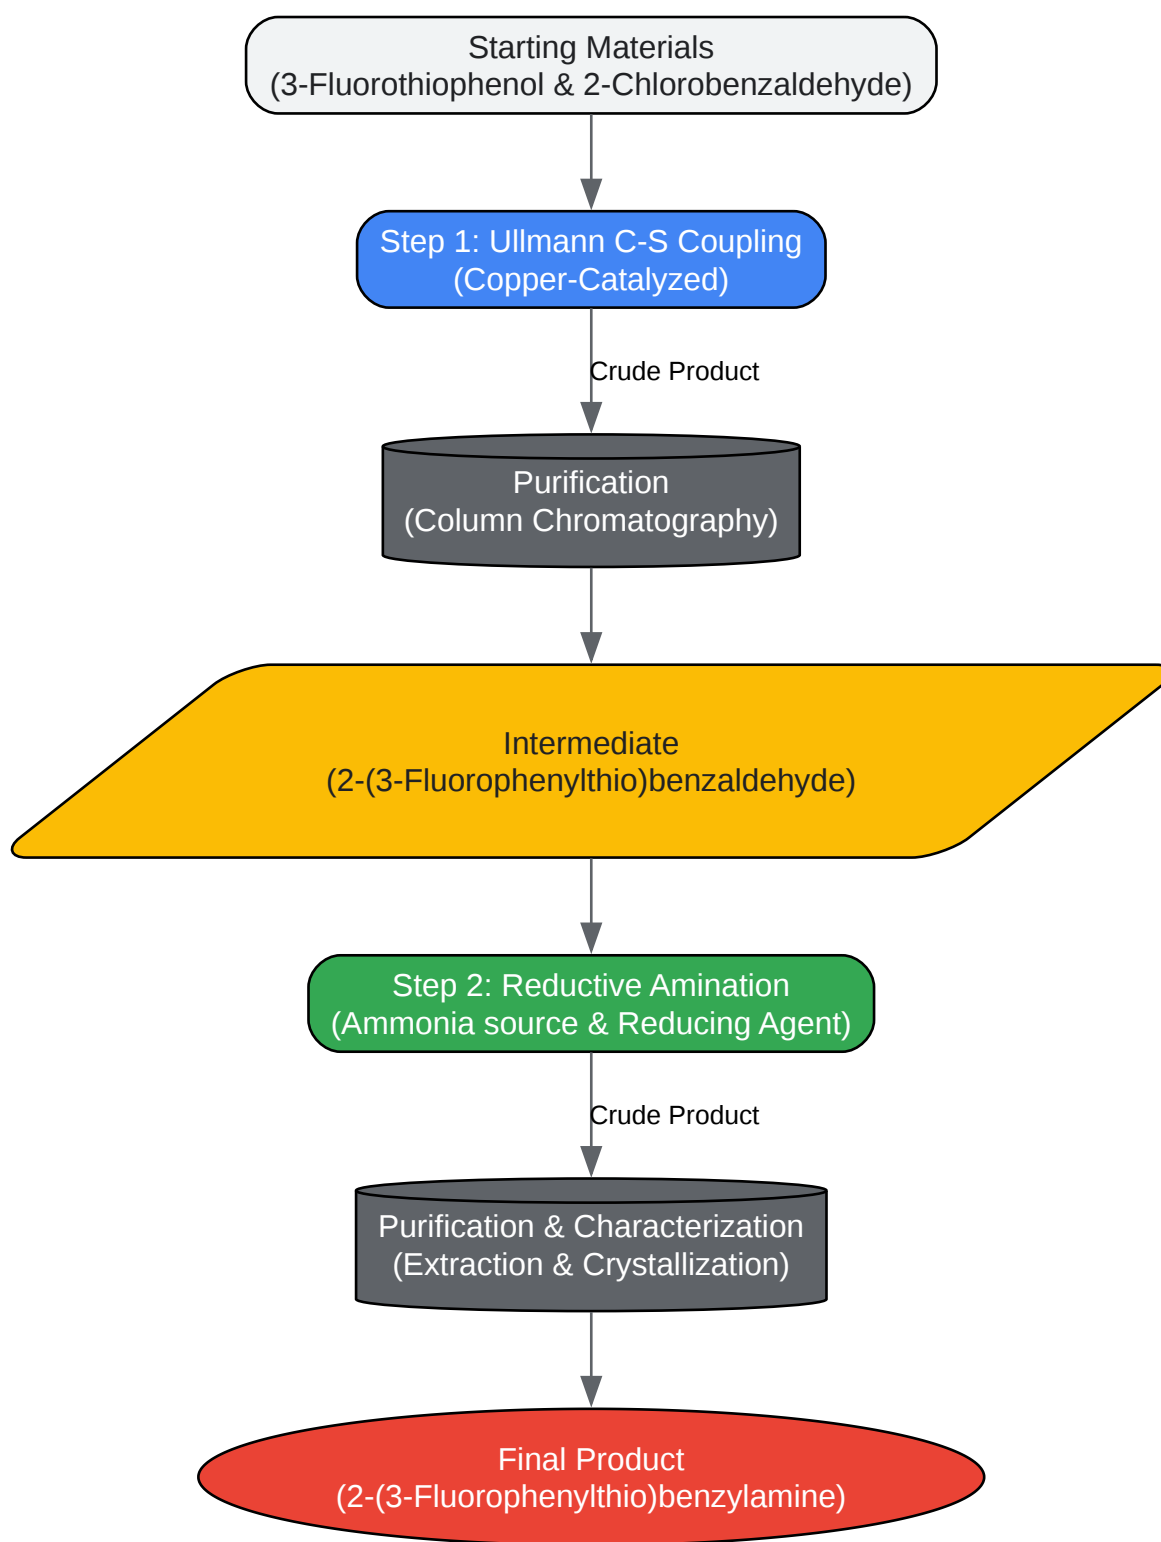 Starting Materials
(3-Fluorothiophenol & 2-Chlorobenzaldehyde)
Step 1: Ullmann C-S Coupling
(Copper-Catalyzed)
Crude Product
Purification
(Column Chromatography)
Intermediate
(2-(3-Fluorophenylthio)benzaldehyde)
Step 2: Reductive Amination
(Ammonia source & Reducing Agent)
Crude Product
Purification & Characterization
(Extraction & Crystallization)
Final Product
(2-(3-Fluorophenylthio)benzylamine)